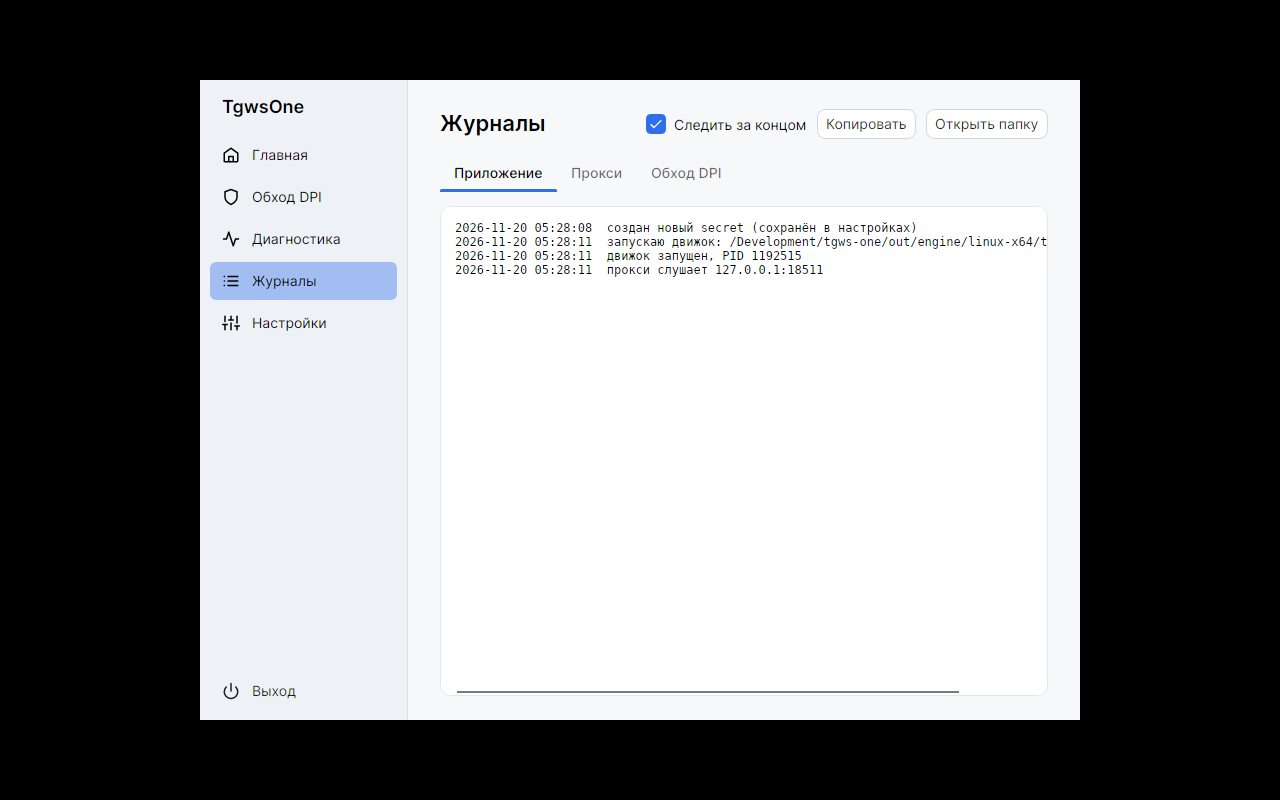 TgwsOne
Главная
Обход DPI
Диагностика
Журналы
Настройки
Выход
Журналы
Следить за концом
Копировать
Открыть папку
Приложение Прокси Обход DPI
2026-11-20 05:28:08 создан новый secret (сохранён в настройках)
2026-11-20 05:28:11 запускаю движок: /Development/tgws-one/out/engine/linux-x64/t
2026-11-20 05:28:11 движок запущен, PID 1192515
2026-11-20 05:28:11 прокси слушает 127.0.0.1:18511